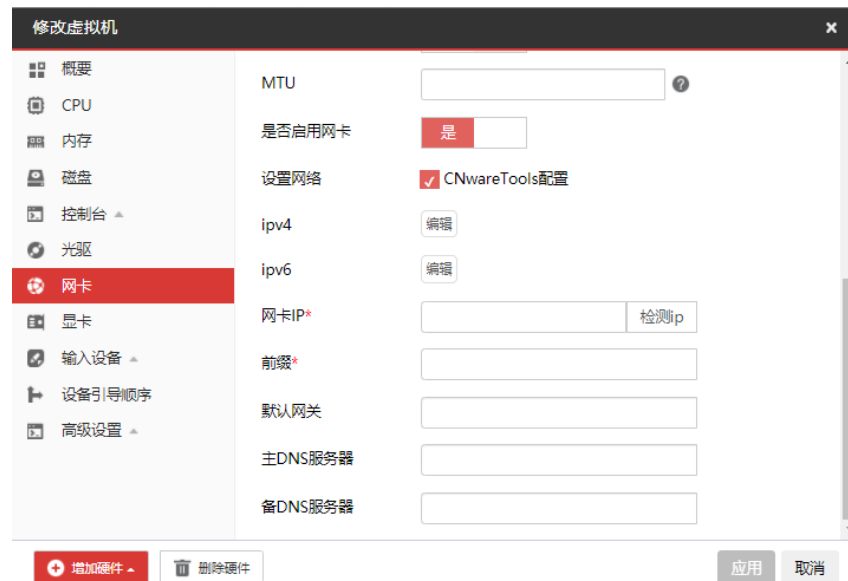 修改虚拟机
概要
CPU
内存
磁盘
控制台
光驱
网卡
显卡
输入设备
设备引导顺序
高级设置
MTU
是否启用网卡 是
设置网络 CNwareTools配置
ipv4 编辑
ipv6 编辑
网卡IP* 检测ip
前缀*
默认网关
主DNS服务器
备DNS服务器
增加硬件 删除硬件 应用 取消